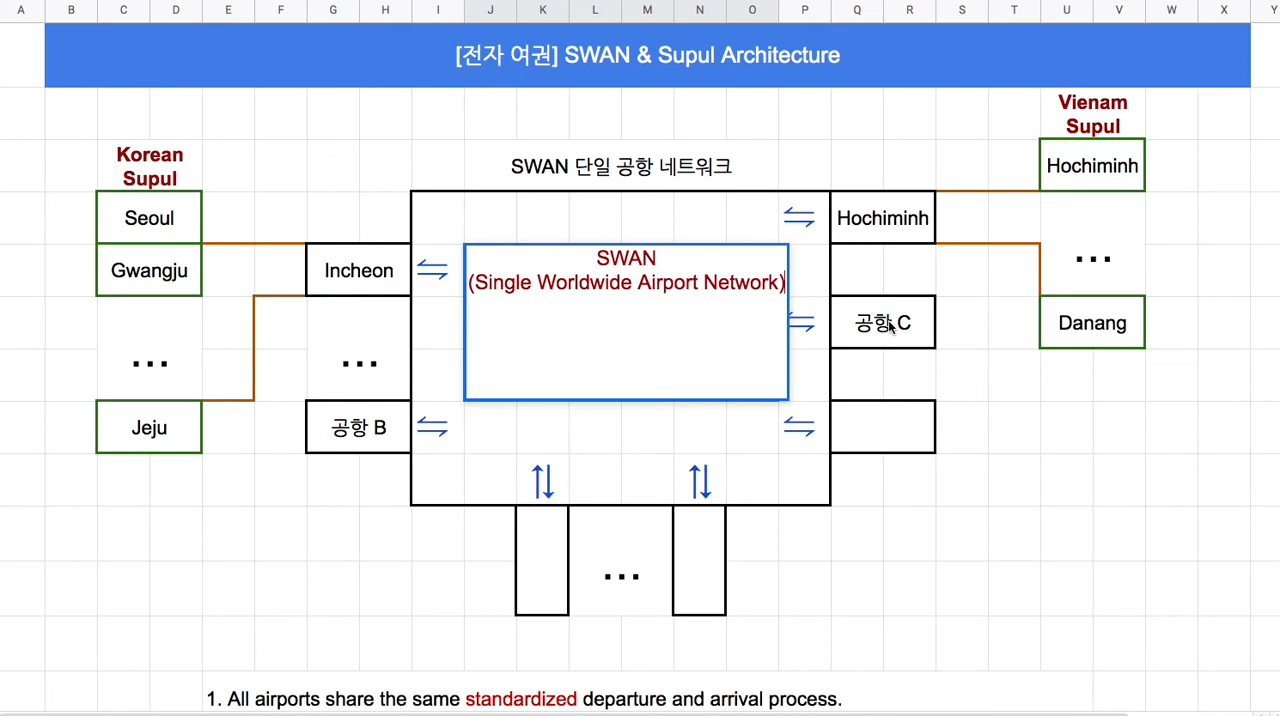 A B C D E F G H I J K L M N O P Q R S T U V W X Y
[전자 여권] SWAN & Supul Architecture
Vienam
Supul
Korean
Supul
SWAN 단일 공항 네트워크
Hochiminh
Seoul
Hochiminh
Gwangju
Incheon
SWAN
(Single Worldwide Airport Network)
...
공항 C
Danang
...
...
Jeju
공항 B
...
1. All airports share the same standardized departure and arrival process.